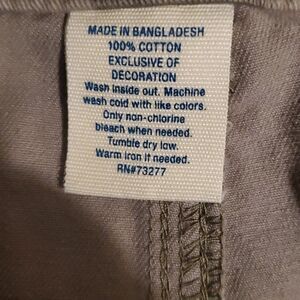 MADE IN BANGLADESH
100% COTTON
EXCLUSIVE OF
DECORATION
Wash inside out. Machine
wash cold with like colors.
Only non-chlorine
bleach when needed.
Tumble dry low.
Warm iron if needed.
RN#73277